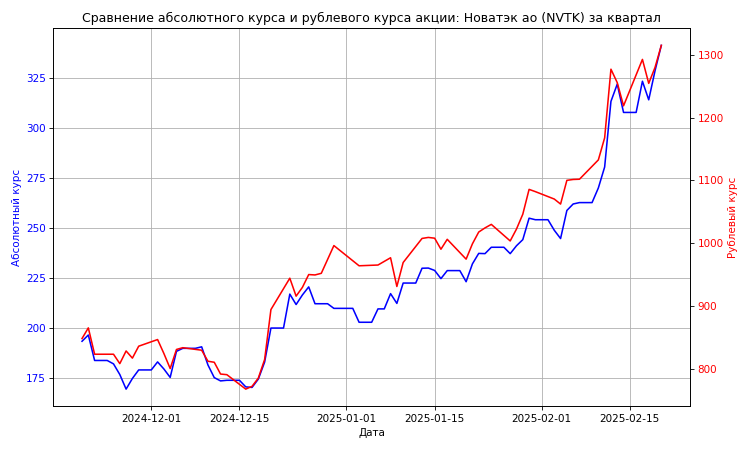 Сравнение абсолютного курса и рублевого курса акции: Новатэк ао (NVTK) за квартал
Абсолютный курс
325
300
275
250
225
200
175
1300
1200
1100
1000
900
800
Рублевый курс
2024-12-01 2024-12-15 2025-01-01 2025-01-15 2025-02-01 2025-02-15
Дата